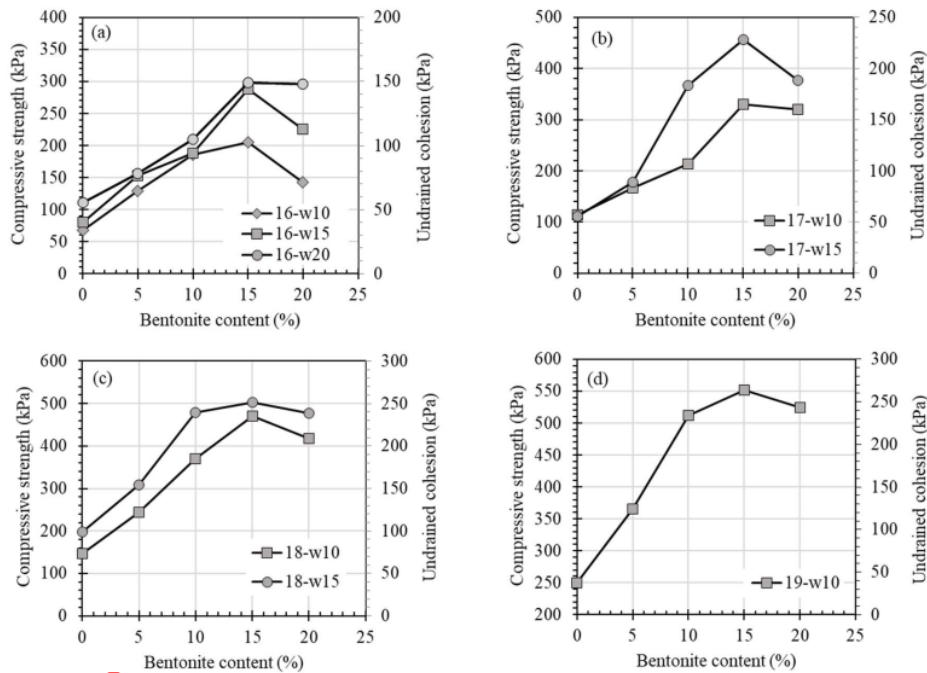 (a)
Compressive strength (kPa)
400
350
300
250
200
150
100
50
0
0 5 10 15 20 25
Bentonite content (%)
200
150
100
50
0
Undrained cohesion (kPa)
16-w10
16-w15
16-w20
(b)
Compressive strength (kPa)
500
400
300
200
100
0
0 5 10 15 20 25
Bentonite content (%)
250
200
150
100
50
0
Undrained cohesion (kPa)
17-w10
17-w15
(c)
Compressive strength (kPa)
600
500
400
300
200
100
0
0 5 10 15 20 25
Bentonite content (%)
300
250
200
150
100
50
0
Undrained cohesion (kPa)
18-w10
18-w15
(d)
Compressive strength (kPa)
600
550
500
450
400
350
300
250
200
0 5 10 15 20 25
Bentonite content (%)
300
250
200
150
100
50
0
Undrained cohesion (kPa)
19-w10